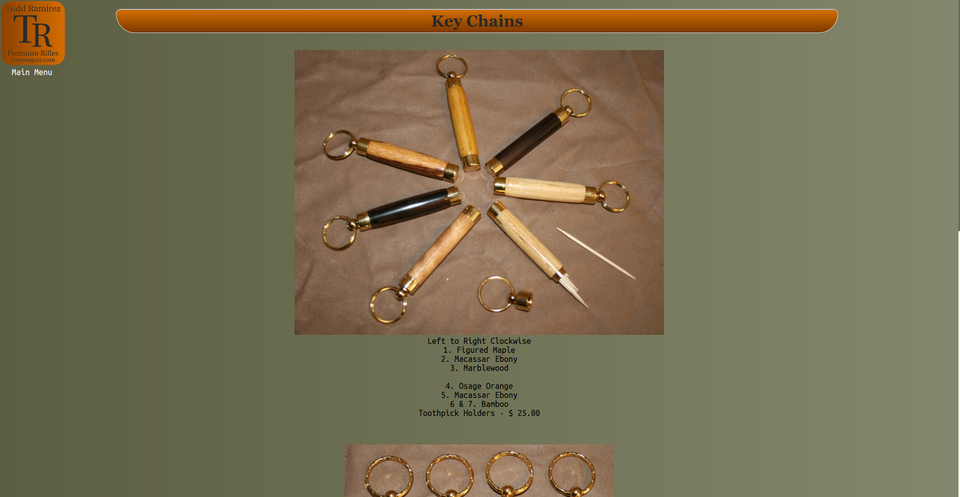 Todd Ramirez
TR
Premium Rifles
Main Menu
Key Chains
Left to Right Clockwise
1. Figured Maple
2. Macassar Ebony
3. Marblewood
4. Osage Orange
5. Macassar Ebony
6 & 7. Bamboo
Toothpick Holders - $ 25.00